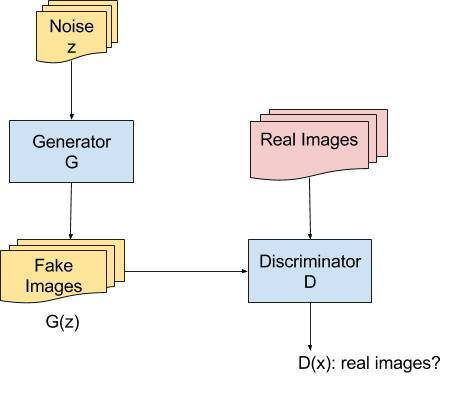 Noise
z
Generator
G
Real Images
Fake
Images
G(z)
Discriminator
D
D(x): real images?